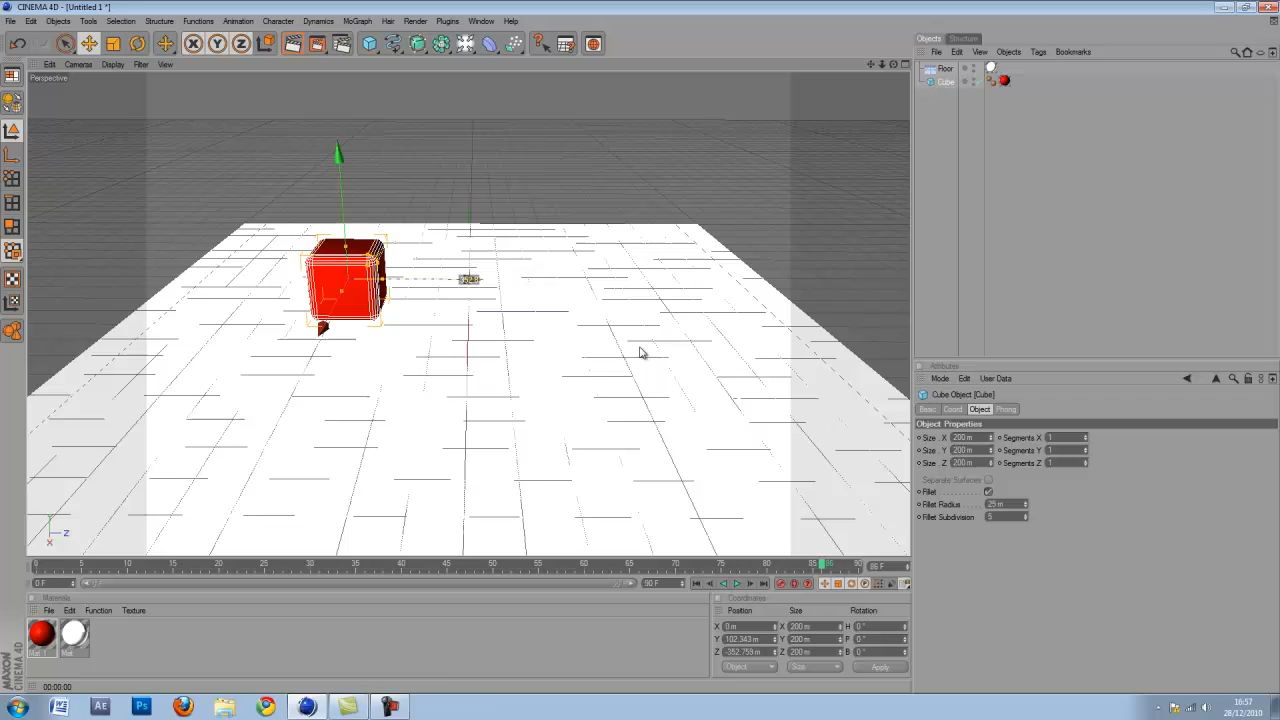 CINEMA 4D - [Untitled 1 *]
File Edit Objects Tools Selection Structure Functions Animation Character Dynamics MoGraph Hair Render Plugins Window Help
X Y Z
Objects Structure
File Edit View Objects Tags Bookmarks
Edit Cameras Display Filter View
Perspective
Floor
Cube
Attributes
Mode Edit User Data
Cube Object [Cube]
Basic Coord Object Phong
Object Properties
Size . X 200 m Segments X 1
Size . Y 200 m Segments Y 1
Size . Z 200 m Segments Z 1
Separate Surfaces
Fillet
Fillet Radius 25 m
Fillet Subdivision 5
Y
Z
X
0 5 10 15 20 25 30 35 40 45 50 55 60 65 70 75 80 85 86 90 86 F
0 F 90 F
Materials
File Edit Function Texture
Mat.1 Mat
Coordinates
Position Size Rotation
X 0 m X 200 m H 0 °
Y 102.343 m Y 200 m P 0 °
Z -352.759 m Z 200 m B 0 °
Object Size Apply
MAXON CINEMA 4D
00:00:00
W Ae Ps
16:57
28/12/2010